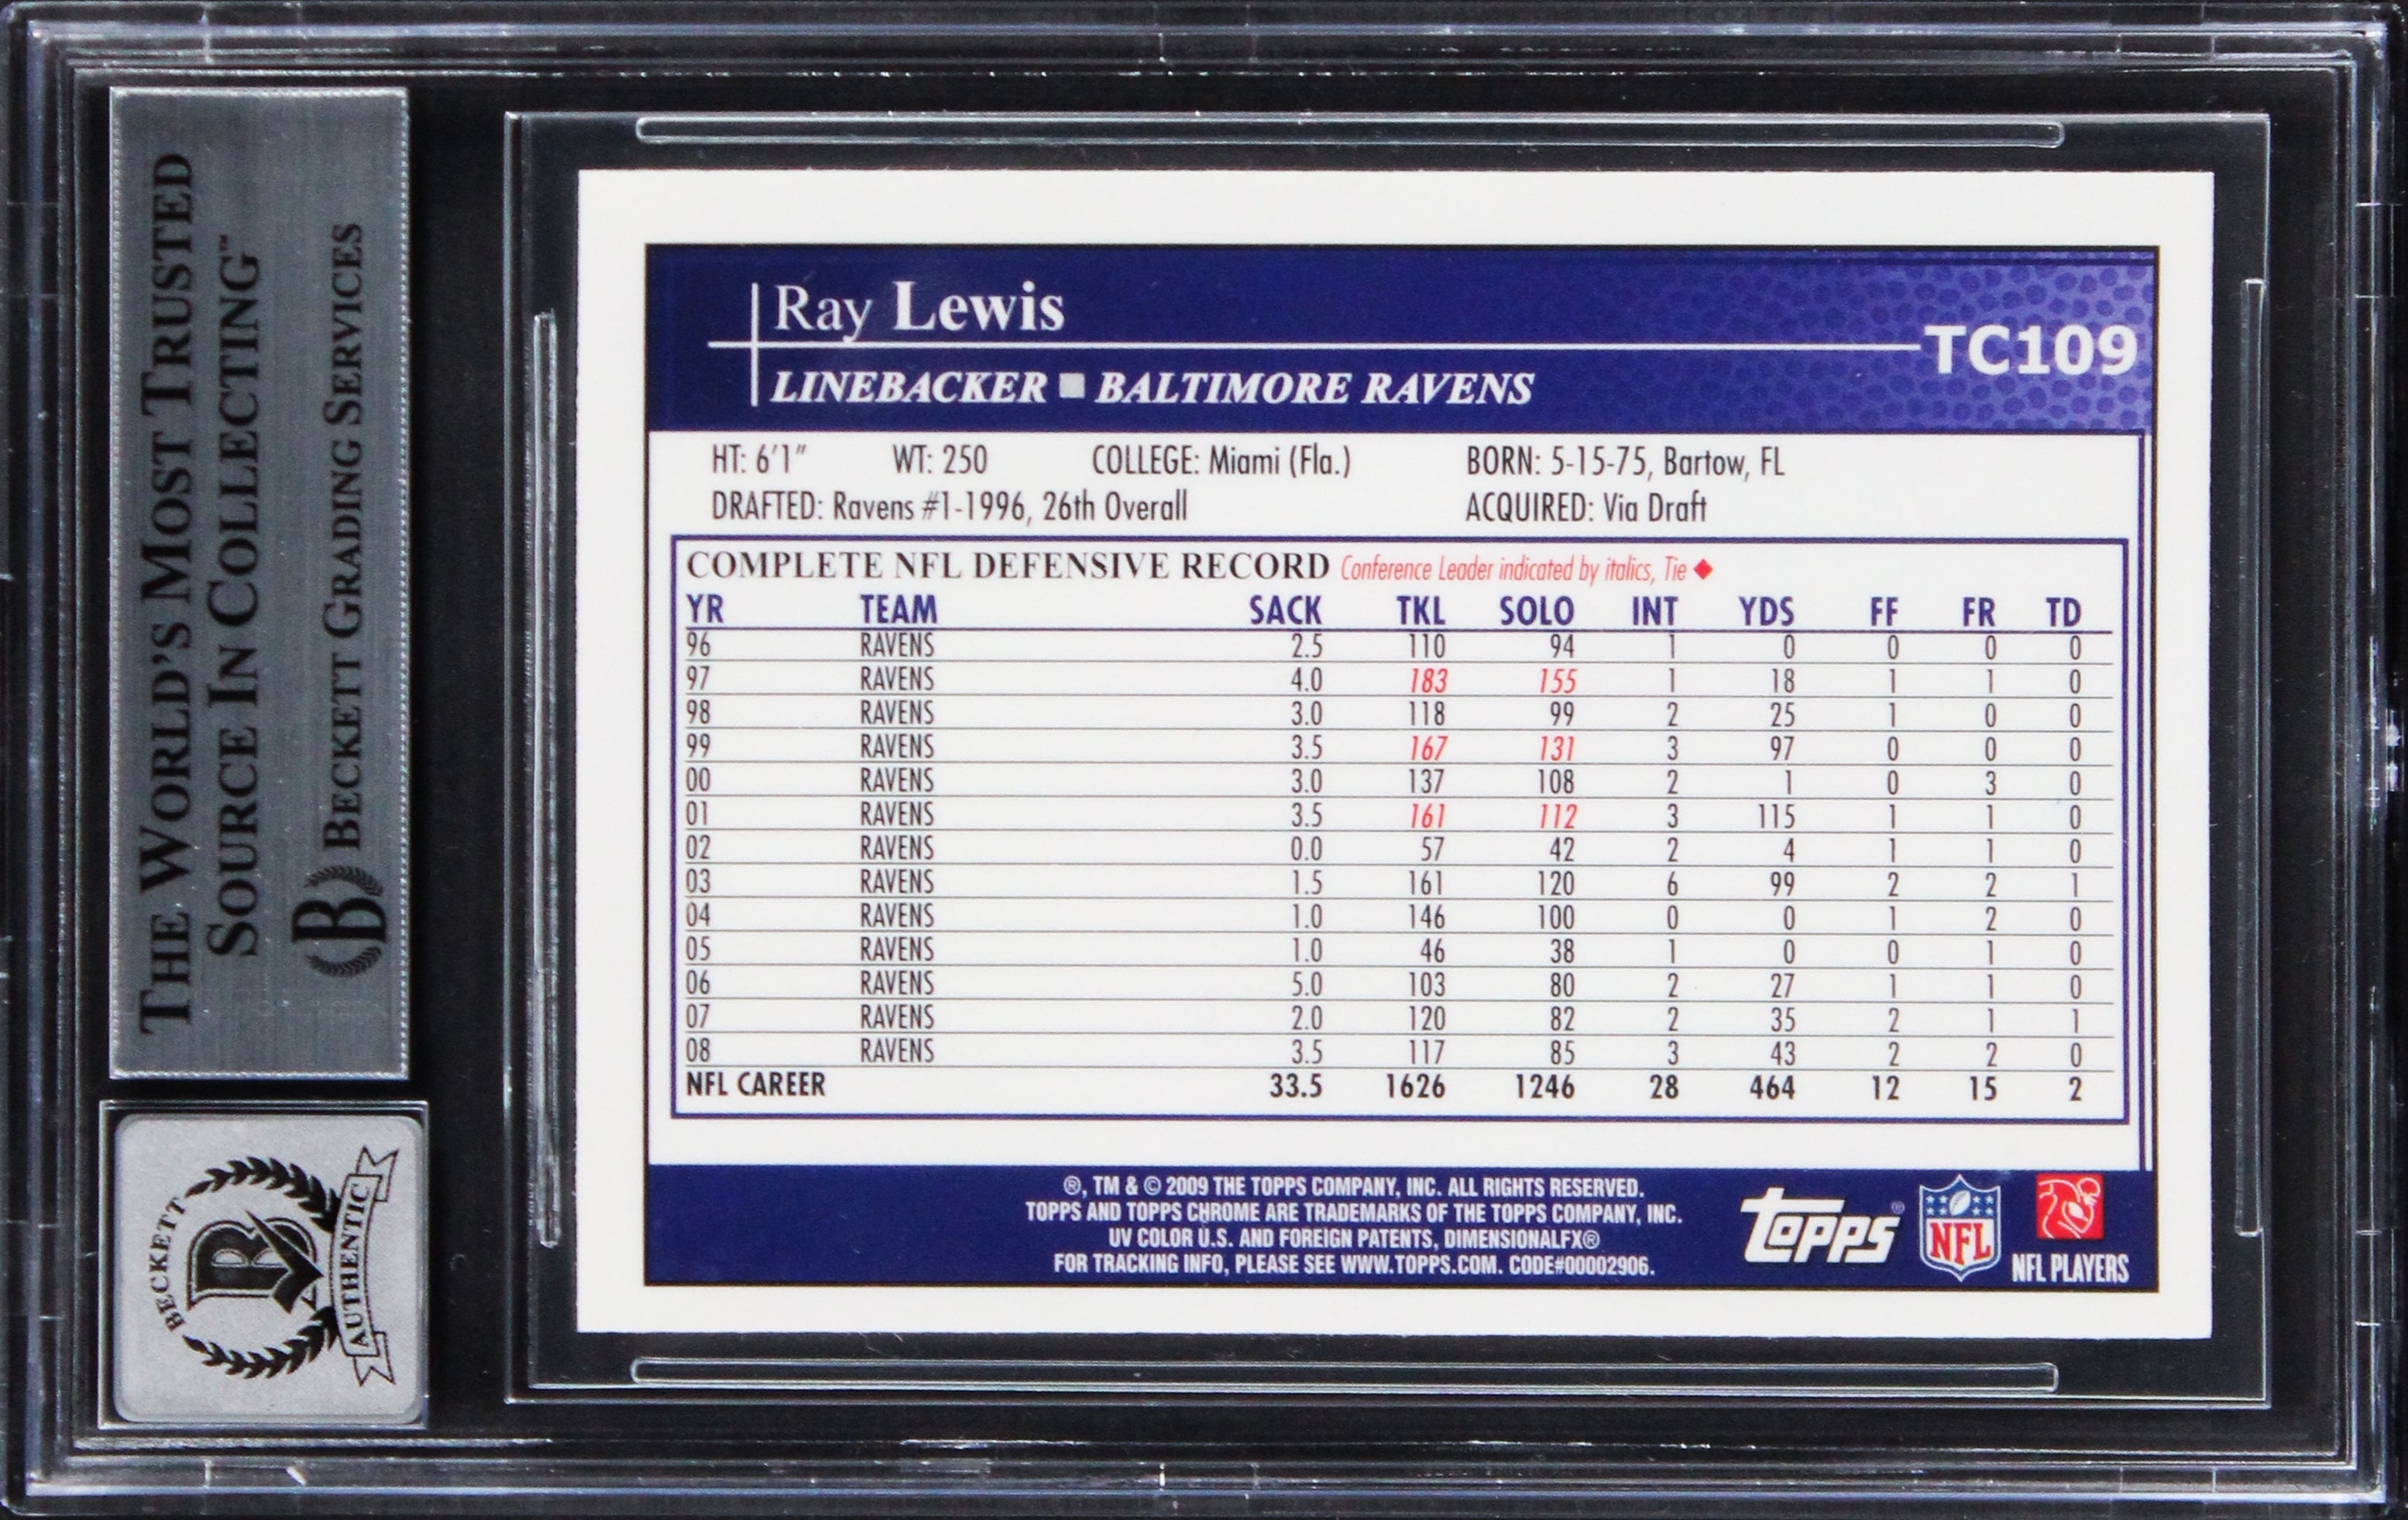 THE WORLD'S MOST TRUSTED
SOURCE IN COLLECTING™
B BECKETT GRADING SERVICES
BECKETT
B
AUTHENTIC
Ray Lewis
TC109
LINEBACKER ■ BALTIMORE RAVENS
HT: 6'1" WT: 250 COLLEGE: Miami (Fla.) BORN: 5-15-75, Bartow, FL
DRAFTED: Ravens #1-1996, 26th Overall ACQUIRED: Via Draft
COMPLETE NFL DEFENSIVE RECORD Conference Leader indicated by italics, Tie ♦
YR TEAM SACK TKL SOLO INT YDS FF FR TD
96 RAVENS 2.5 110 94 1 0 0 0 0
97 RAVENS 4.0 183 155 1 18 1 1 0
98 RAVENS 3.0 118 99 2 25 1 0 0
99 RAVENS 3.5 167 131 3 97 0 0 0
00 RAVENS 3.0 137 108 2 1 0 3 0
01 RAVENS 3.5 161 112 3 115 1 1 0
02 RAVENS 0.0 57 42 2 4 1 1 0
03 RAVENS 1.5 161 120 6 99 2 2 1
04 RAVENS 1.0 146 100 0 0 1 2 0
05 RAVENS 1.0 46 38 1 0 0 1 0
06 RAVENS 5.0 103 80 2 27 1 1 0
07 RAVENS 2.0 120 82 2 35 2 1 1
08 RAVENS 3.5 117 85 3 43 2 2 0
NFL CAREER 33.5 1626 1246 28 464 12 15 2
®, TM & © 2009 THE TOPPS COMPANY, INC. ALL RIGHTS RESERVED.
TOPPS AND TOPPS CHROME ARE TRADEMARKS OF THE TOPPS COMPANY, INC.
UV COLOR U.S. AND FOREIGN PATENTS, DIMENSIONALFX®
FOR TRACKING INFO, PLEASE SEE WWW.TOPPS.COM. CODE#00002906.
topps®
NFL
NFL PLAYERS